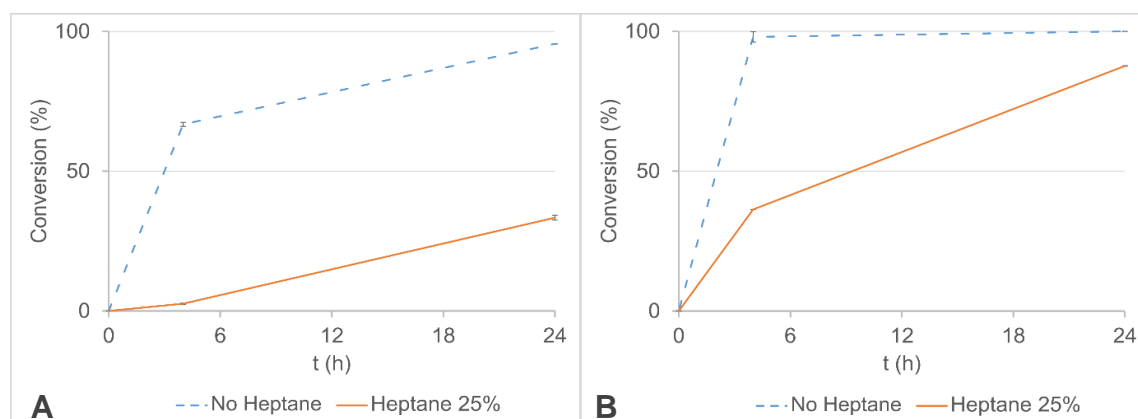 100
50
0
Conversion (%)
0 6 12 18 24
t (h)
A
No Heptane Heptane 25%
100
50
0
Conversion (%)
0 6 12 18 24
t (h)
B
No Heptane Heptane 25%